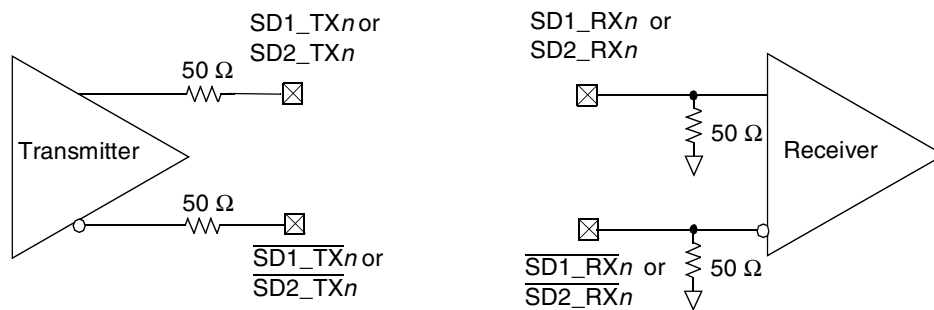 SD1_TXn or
SD2_TXn
50 Ω
Transmitter
50 Ω
SD1_TXn or
SD2_TXn
SD1_RXn or
SD2_RXn
50 Ω
Receiver
SD1_RXn or
SD2_RXn
50 Ω